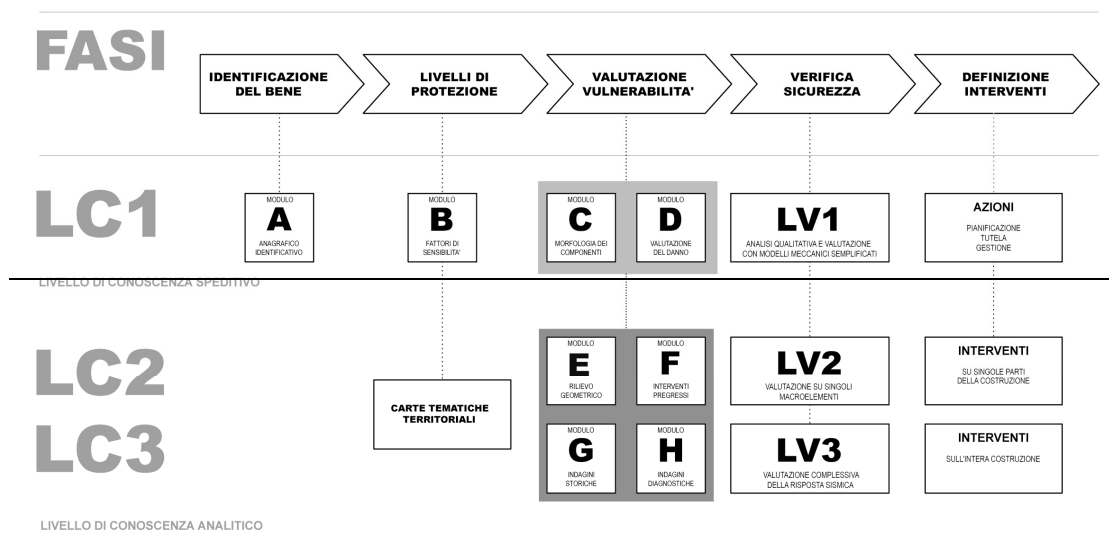 FASI
IDENTIFICAZIONE
DEL BENE
LIVELLI DI
PROTEZIONE
VALUTAZIONE
VULNERABILITA'
VERIFICA
SICUREZZA
DEFINIZIONE
INTERVENTI
LC1
MODULO
A
ANAGRAFICO
IDENTIFICATIVO
MODULO
B
FATTORI DI
SENSIBILITA'
MODULO
C
MORFOLOGIA DEI
COMPONENTI
MODULO
D
VALUTAZIONE
DEL DANNO
LV1
ANALISI QUALITATIVA E VALUTAZIONE
CON MODELLI MECCANICI SEMPLIFICATI
AZIONI
PIANIFICAZIONE
TUTELA
GESTIONE
LIVELLO DI CONOSCENZA SPEDITIVO
LC2
LC3
CARTE TEMATICHE
TERRITORIALI
MODULO
E
RILIEVO
GEOMETRICO
MODULO
F
INTERVENTI
PREGRESSI
LV2
VALUTAZIONE SU SINGOLI
MACROELEMENTI
INTERVENTI
SU SINGOLE PARTI
DELLA COSTRUZIONE
MODULO
G
INDAGINI
STORICHE
MODULO
H
INDAGINI
DIAGNOSTICHE
LV3
VALUTAZIONE COMPLESSIVA
DELLA RISPOSTA SISMICA
INTERVENTI
SULL'INTERA COSTRUZIONE
LIVELLO DI CONOSCENZA ANALITICO